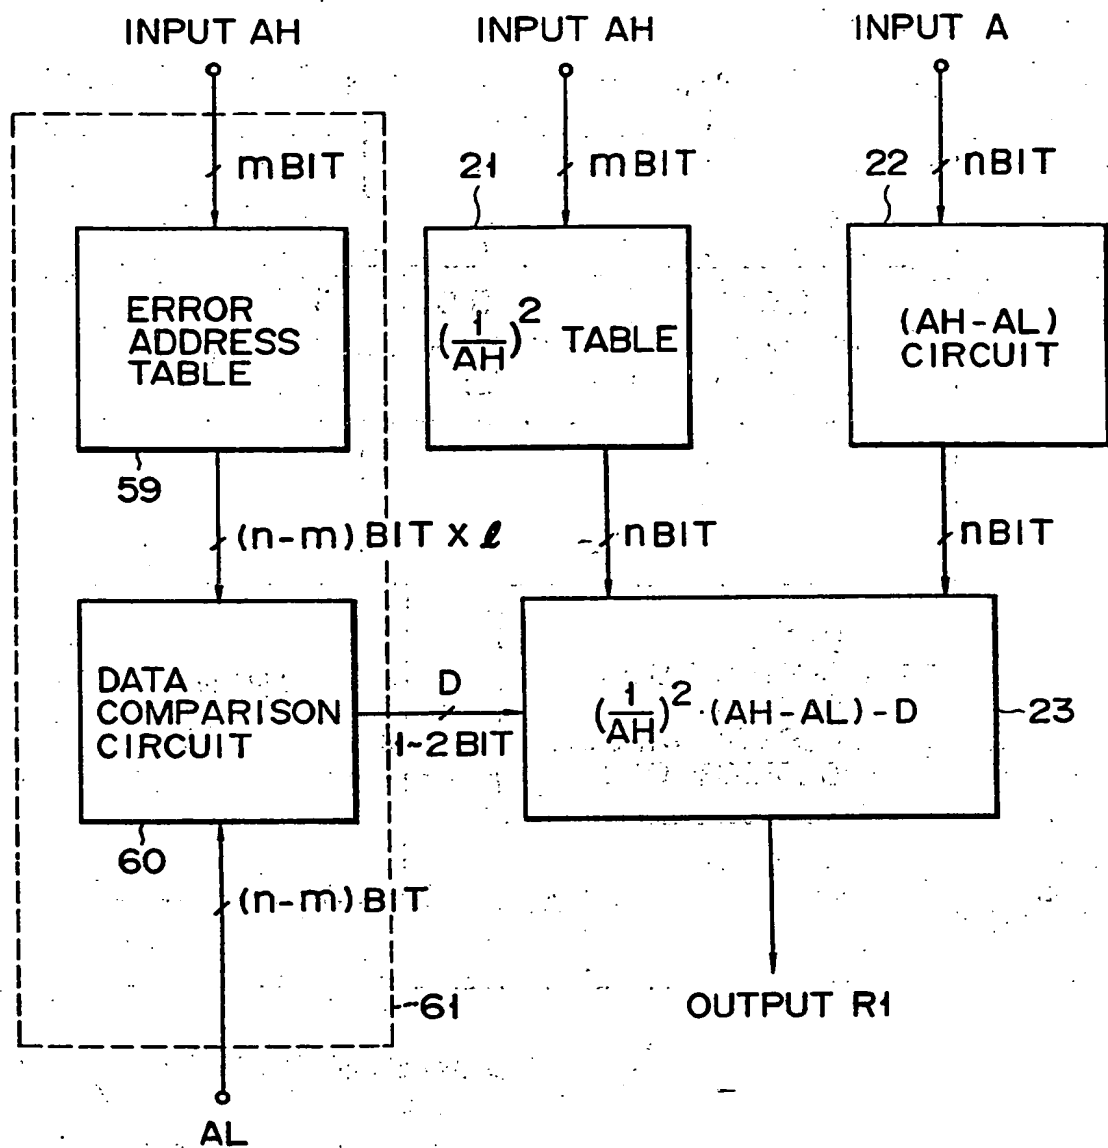 INPUT AH
INPUT AH
INPUT A
mBIT
21
mBIT
22
nBIT
ERROR
ADDRESS
TABLE
(1/AH)² TABLE
(AH-AL)
CIRCUIT
59
(n-m) BIT X ℓ
nBIT
nBIT
DATA
COMPARISON
CIRCUIT
D
1~2 BIT
(1/AH)²·(AH-AL)-D
23
60
(n-m) BIT
61
OUTPUT R1
AL